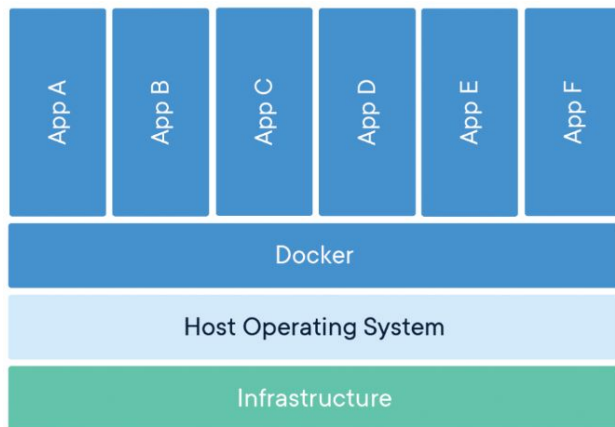 App A
App B
App C
App D
App E
App F
Docker
Host Operating System
Infrastructure